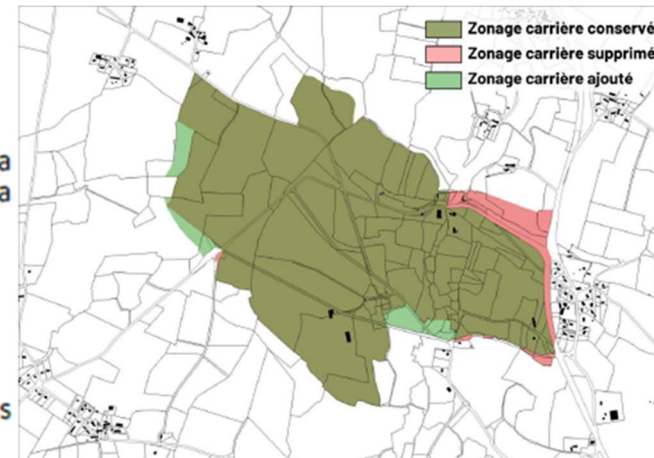 Zonage carrière conservé
Zonage carrière supprimé
Zonage carrière ajouté
a
a
s